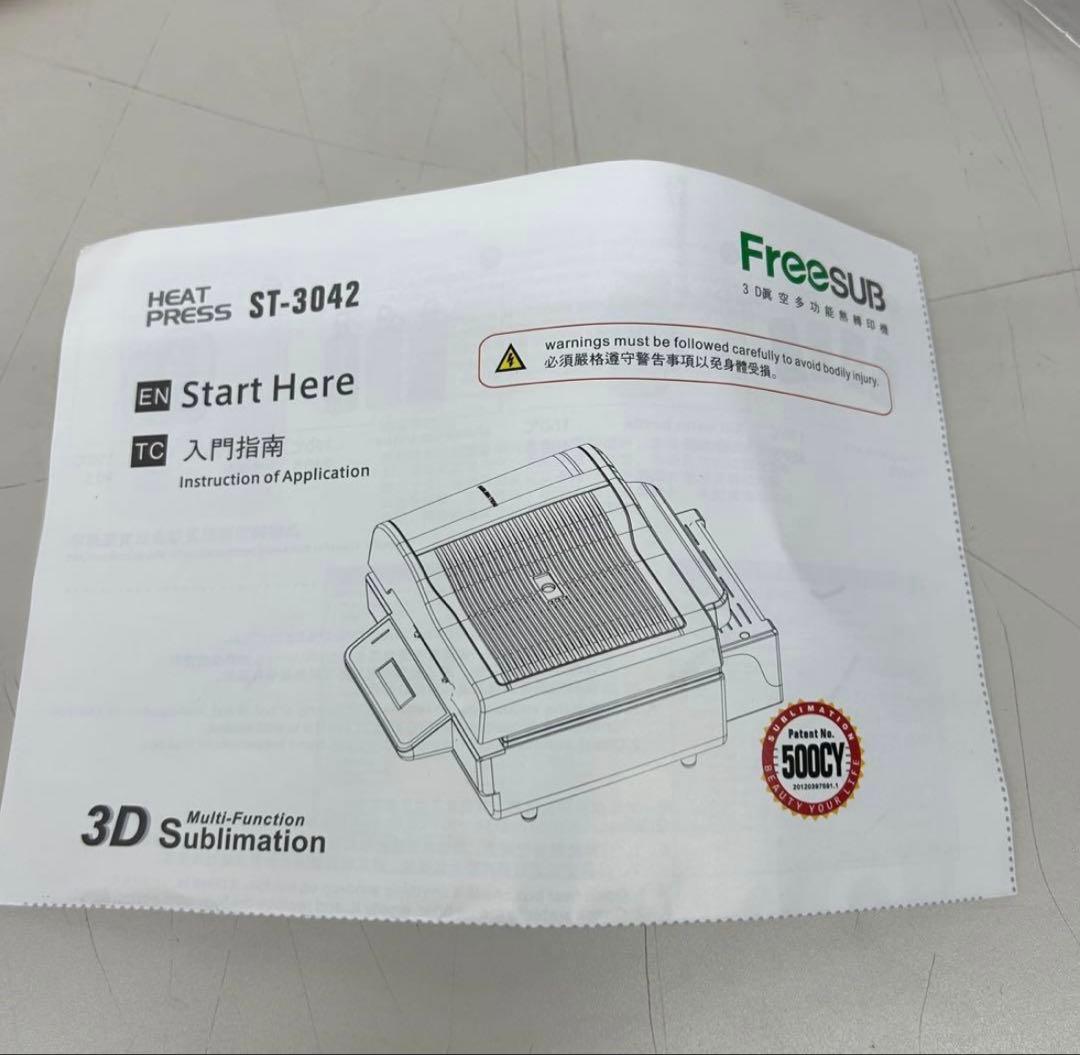 HEAT PRESS ST-3042
FreeSUB
3D眞空多功能熱轉印機
warnings must be followed carefully to avoid bodily injury.
必須嚴格遵守警告事項以免身體受損。
EN Start Here
TC 入門指南
Instruction of Application
SUBLIMATION
Patent No.
500CY
20120397691.1
BEAUTY YOUR LIFE
3D Multi-Function
Sublimation